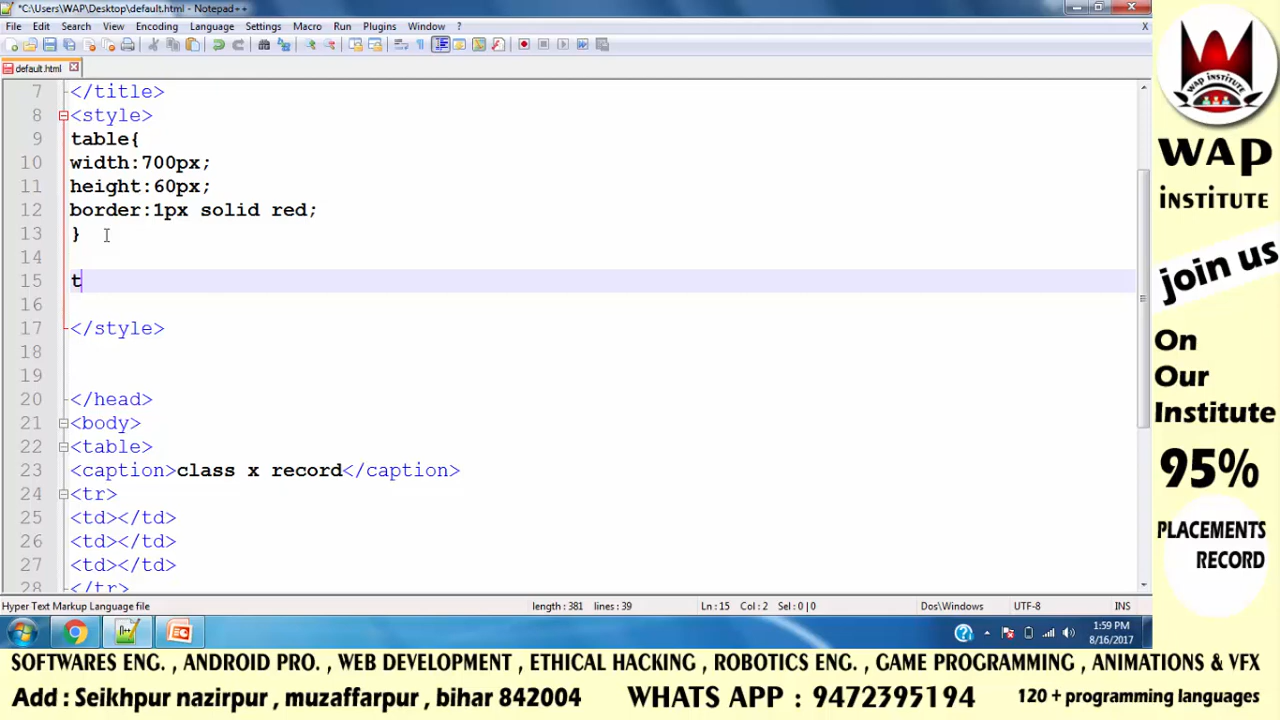 *C:\Users\WAP\Desktop\default.html - Notepad++
File Edit Search View Encoding Language Settings Macro Run Plugins Window ? X
default.html
7 </title>
8 <style>
9 table{
10 width:700px;
11 height:60px;
12 border:1px solid red;
13 }
14
15 t
16
17 </style>
18
19
20 </head>
21 <body>
22 <table>
23 <caption>class x record</caption>
24 <tr>
25 <td></td>
26 <td></td>
27 <td></td>
28 </tr>
Hyper Text Markup Language file length : 381 lines : 39 Ln : 15 Col : 2 Sel : 0 | 0 Dos\Windows UTF-8 INS
1:59 PM
8/16/2017
WAP INSTITUTE
WAP
INSTITUTE
join us
On
Our
Institute
95%
PLACEMENTS
RECORD
SOFTWARES ENG. , ANDROID PRO. , WEB DEVELOPMENT , ETHICAL HACKING , ROBOTICS ENG. , GAME PROGRAMMING , ANIMATIONS & VFX
Add : Seikhpur nazirpur , muzaffarpur , bihar 842004 WHATS APP : 9472395194 120 + programming languages